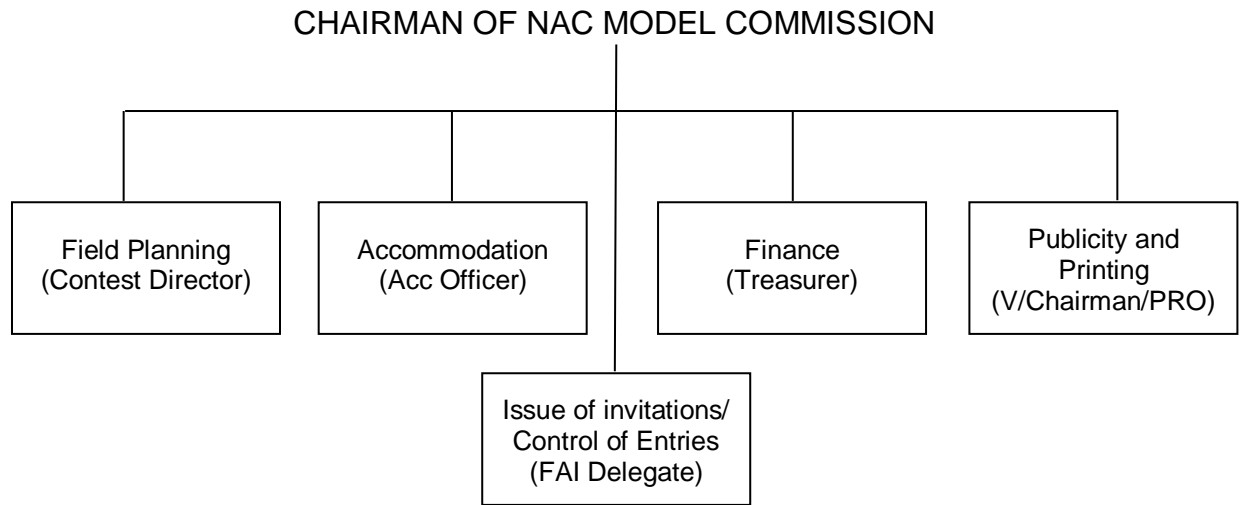 CHAIRMAN OF NAC MODEL COMMISSION
Field Planning
(Contest Director)
Accommodation
(Acc Officer)
Finance
(Treasurer)
Publicity and
Printing
(V/Chairman/PRO)
Issue of invitations/
Control of Entries
(FAI Delegate)